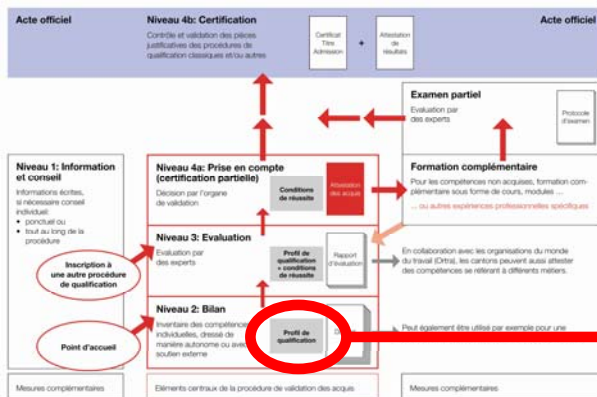 Acte officiel
Niveau 4b: Certification
Contrôle et validation des pièces
justificatives des procédures de
qualification classiques et/ou autres
Certificat
Titre
Admission
+
Attestation
de
résultats
Acte officiel
Examen partiel
Evaluation par
des experts
Protocole
d'examen
Niveau 1: Information
et conseil
Informations écrites,
si nécessaire conseil
individuel:
• ponctuel ou
• tout au long de la
procédure
Niveau 4a: Prise en compte
(certification partielle)
Décision par l'organe
de validation
Conditions
de réussite
Attestation
des acquis
Formation complémentaire
Pour les compétences non acquises, formation com-
plémentaire sous forme de cours, modules ...
... ou autres expériences professionnelles spécifiques
Inscription à
une autre procédure
de qualification
Niveau 3: Evaluation
Evaluation par
des experts
Profil de
qualification
+ conditions
de réussite
Rapport
d'évaluation
En collaboration avec les organisations du monde
du travail (Ortra), les cantons peuvent aussi attester
des compétences se référant à différents métiers.
Point d'accueil
Niveau 2: Bilan
Inventaire des compétences
individuelles, dressé de
manière autonome ou avec
soutien externe
Profil de
qualification
Peut également être utilisé par exemple pour une
Mesures complémentaires
Eléments centraux de la procédure de validation des acquis
Mesures complémentaires